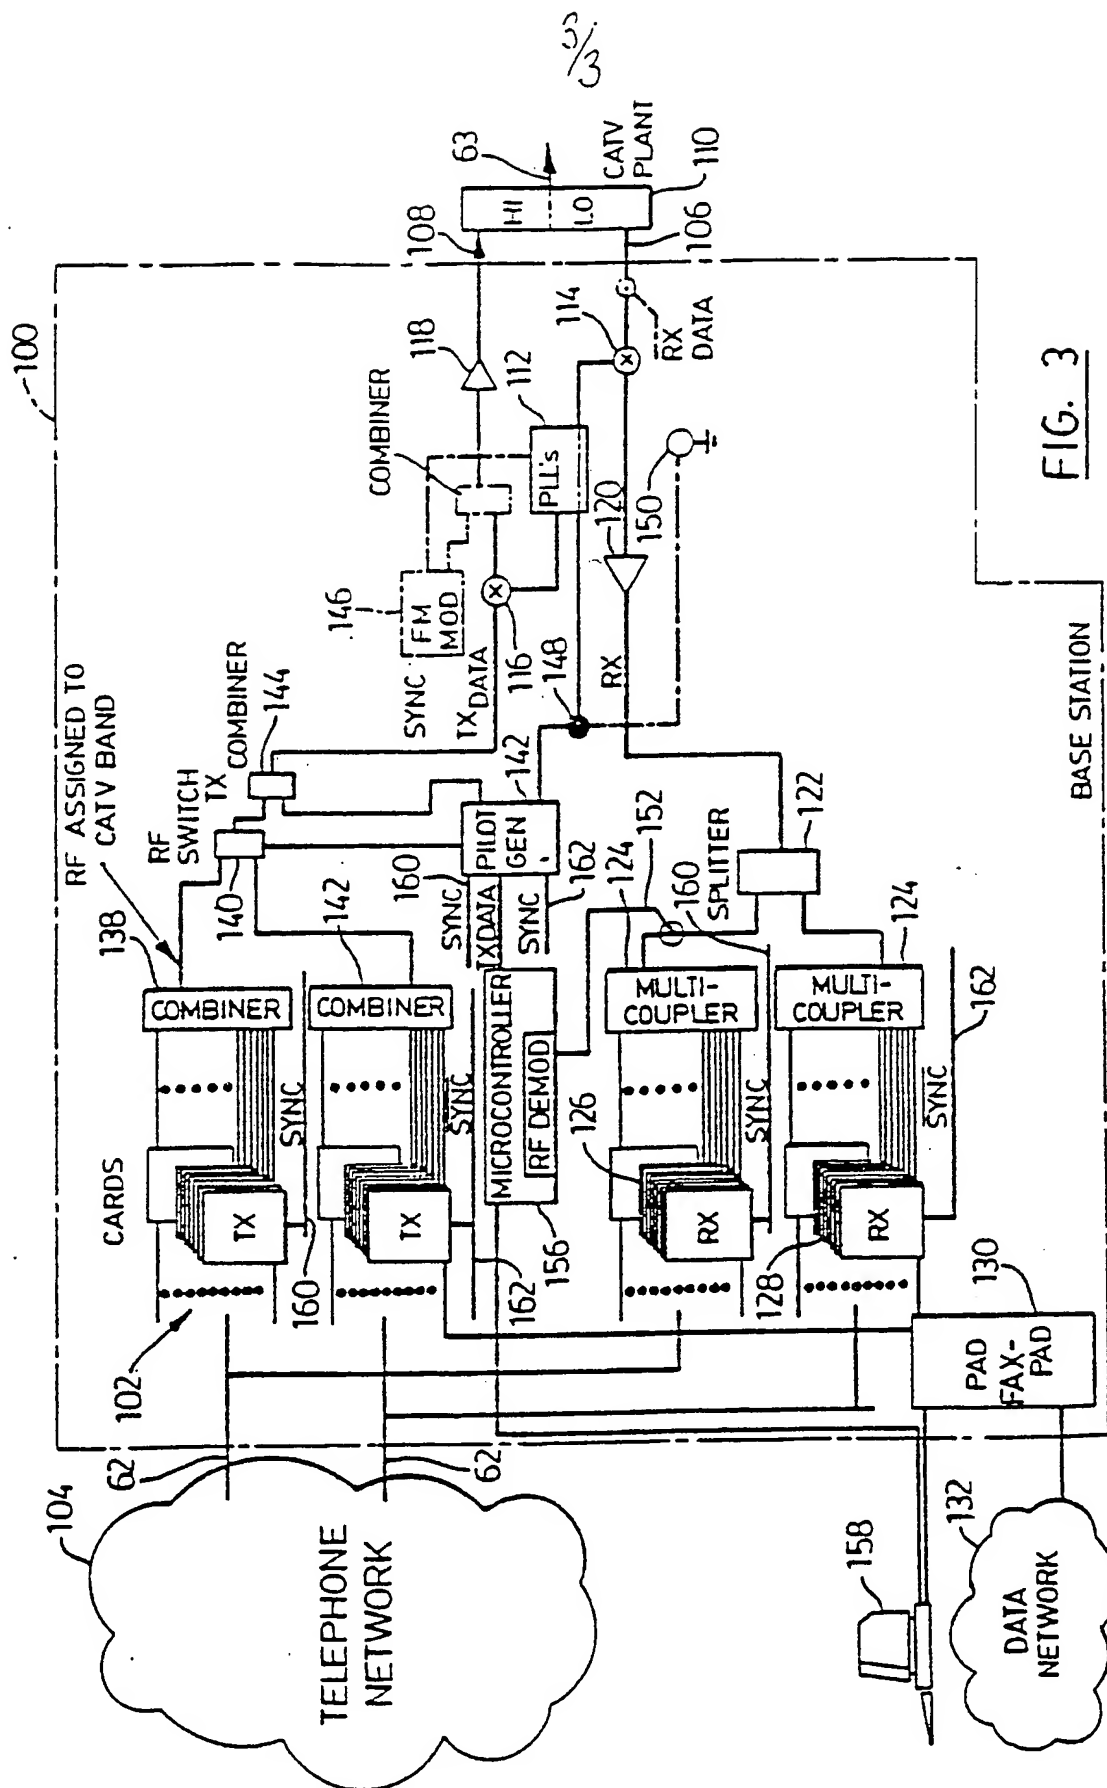 3/3
100
RF ASSIGNED TO
CATV BAND
RF
SWITCH
TX
COMBINER
144
138
140
CARDS
COMBINER
TX
SYNC
160
102
142
COMBINER
TX
SYNC
162
146
FM
MOD
SYNC
TX DATA
116
COMBINER
118
108
63
HI
LO
CATV
PLANT
110
106
112
PLL's
114
RX
DATA
120
150
148
RX
142
PILOT
GEN
160
SYNC
TXDATA
SYNC
162
MICROCONTROLLER
RF DEMOD
156
152
124
SPLITTER
122
160
MULTI-
COUPLER
126
RX
SYNC
124
MULTI-
COUPLER
128
RX
SYNC
162
130
PAD
FAX-
PAD
62
62
104
TELEPHONE
NETWORK
158
132
DATA
NETWORK
BASE STATION
FIG. 3